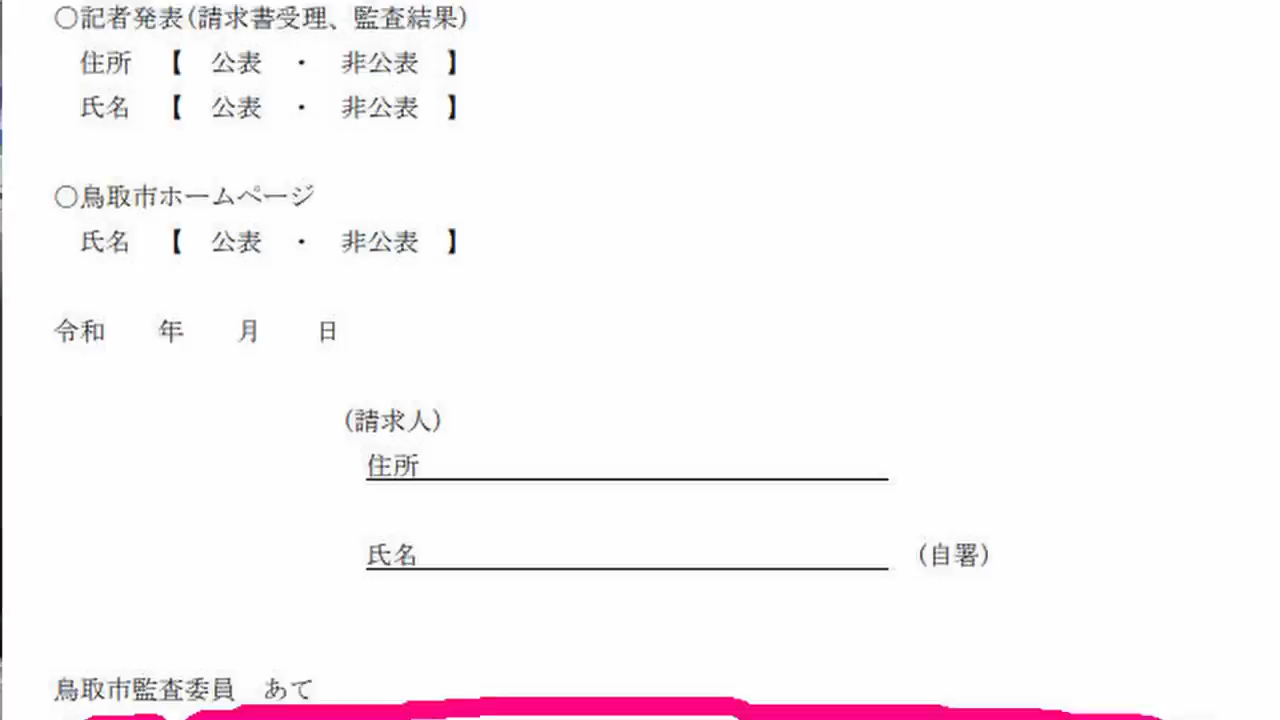 ○記者発表(請求書受理、監査結果)
住所 【 公表 ・ 非公表 】
氏名 【 公表 ・ 非公表 】
○鳥取市ホームページ
氏名 【 公表 ・ 非公表 】
令和 年 月 日
(請求人)
住所
氏名 (自署)
鳥取市監査委員 あて